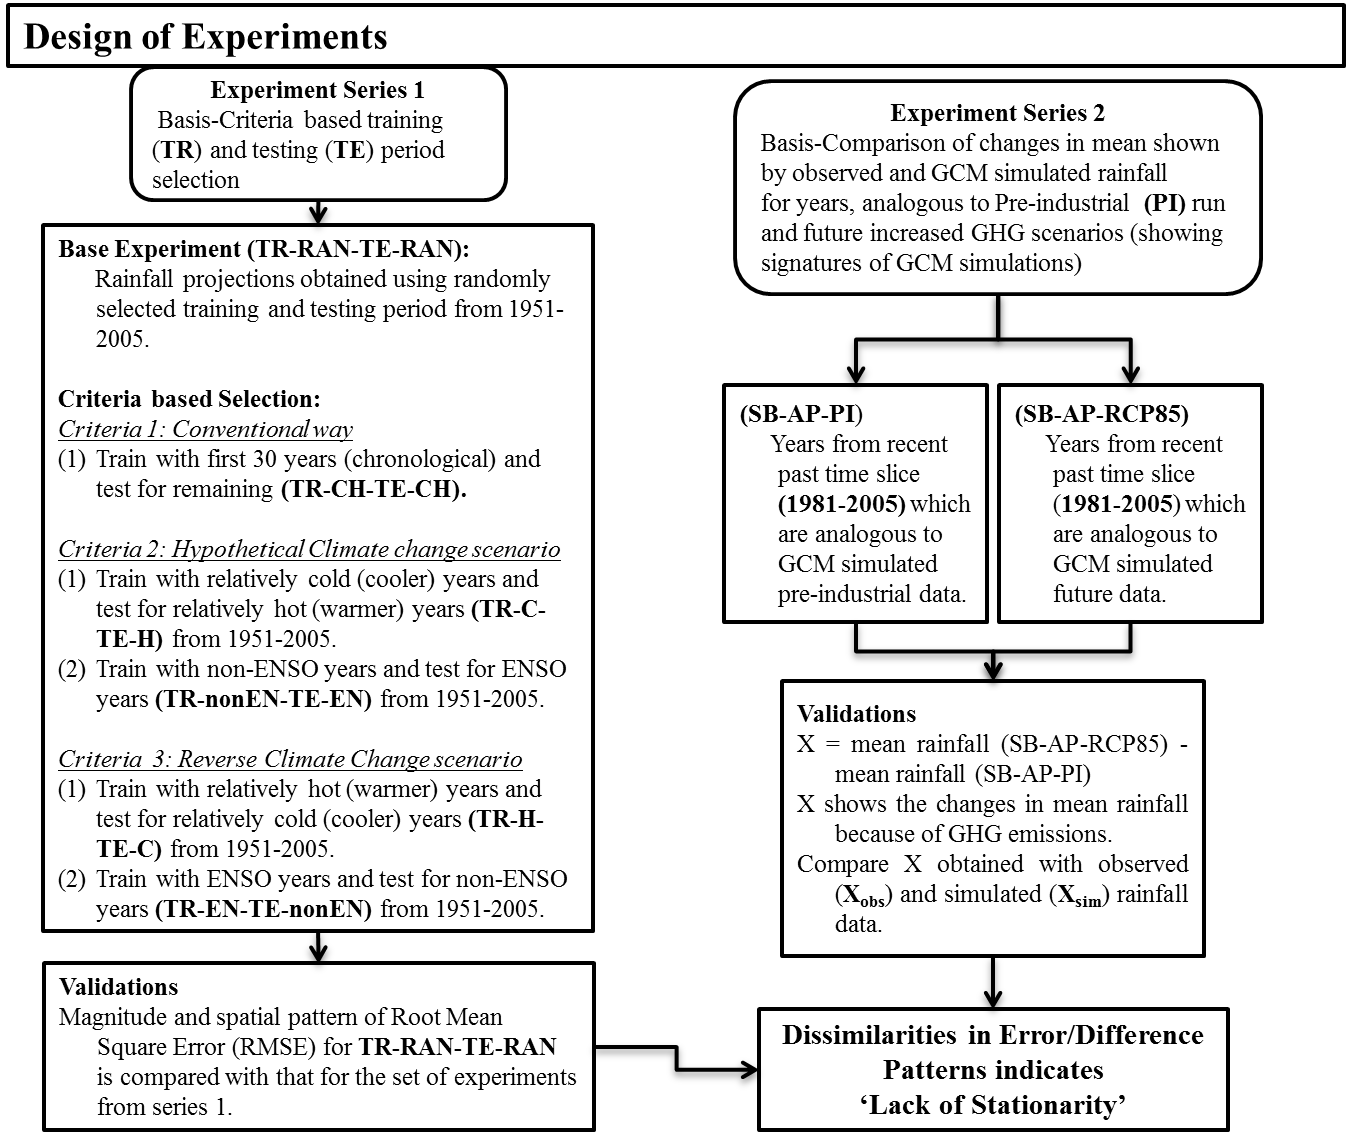 Design of Experiments
Experiment Series 1
Basis-Criteria based training
(TR) and testing (TE) period
selection
Base Experiment (TR-RAN-TE-RAN):
Rainfall projections obtained using randomly
selected training and testing period from 1951-
2005.
Criteria based Selection:
Criteria 1: Conventional way
(1) Train with first 30 years (chronological) and
test for remaining (TR-CH-TE-CH).
Criteria 2: Hypothetical Climate change scenario
(1) Train with relatively cold (cooler) years and
test for relatively hot (warmer) years (TR-C-
TE-H) from 1951-2005.
(2) Train with non-ENSO years and test for ENSO
years (TR-nonEN-TE-EN) from 1951-2005.
Criteria 3: Reverse Climate Change scenario
(1) Train with relatively hot (warmer) years and
test for relatively cold (cooler) years (TR-H-
TE-C) from 1951-2005.
(2) Train with ENSO years and test for non-ENSO
years (TR-EN-TE-nonEN) from 1951-2005.
Validations
Magnitude and spatial pattern of Root Mean
Square Error (RMSE) for TR-RAN-TE-RAN
is compared with that for the set of experiments
from series 1.
Experiment Series 2
Basis-Comparison of changes in mean shown
by observed and GCM simulated rainfall
for years, analogous to Pre-industrial (PI) run
and future increased GHG scenarios (showing
signatures of GCM simulations)
(SB-AP-PI)
Years from recent
past time slice
(1981-2005) which
are analogous to
GCM simulated
pre-industrial data.
(SB-AP-RCP85)
Years from recent
past time slice
(1981-2005) which
are analogous to
GCM simulated
future data.
Validations
X = mean rainfall (SB-AP-RCP85) -
mean rainfall (SB-AP-PI)
X shows the changes in mean rainfall
because of GHG emissions.
Compare X obtained with observed
(Xobs) and simulated (Xsim) rainfall
data.
Dissimilarities in Error/Difference
Patterns indicates
‘Lack of Stationarity’